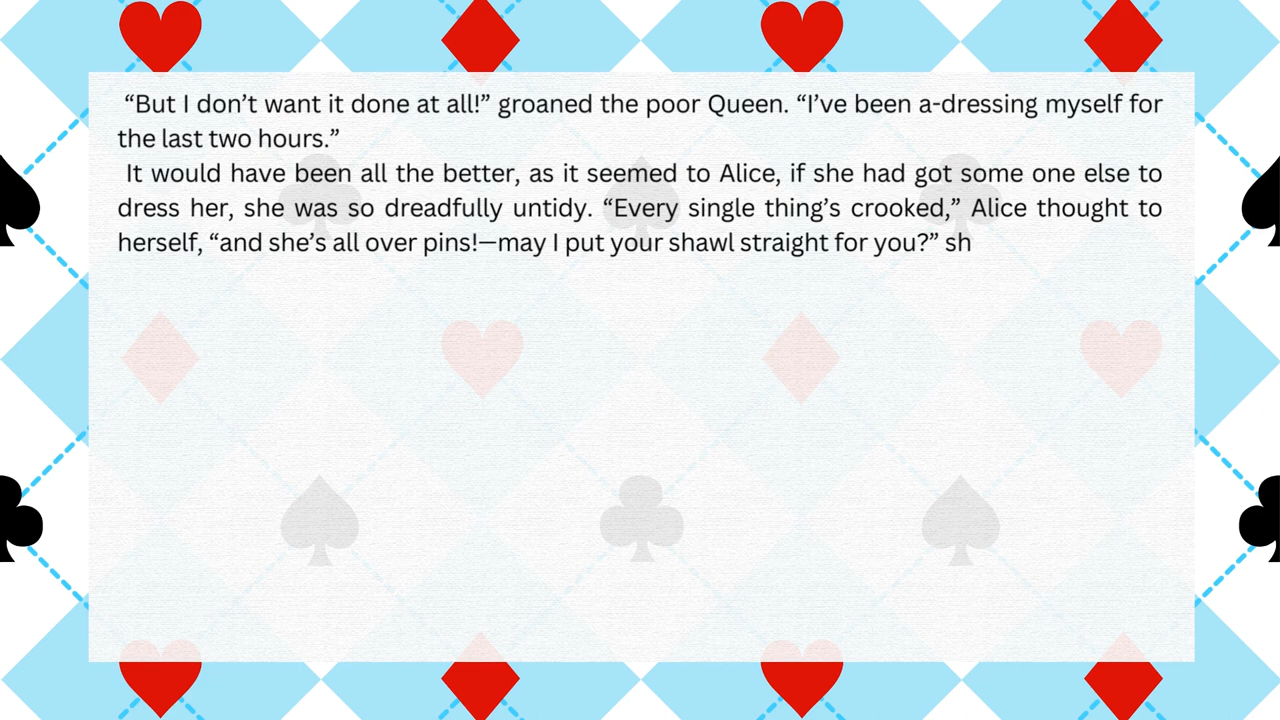 “But I don’t want it done at all!” groaned the poor Queen. “I’ve been a-dressing myself for
the last two hours.”
It would have been all the better, as it seemed to Alice, if she had got some one else to
dress her, she was so dreadfully untidy. “Every single thing’s crooked,” Alice thought to
herself, “and she’s all over pins!—may I put your shawl straight for you?” sh